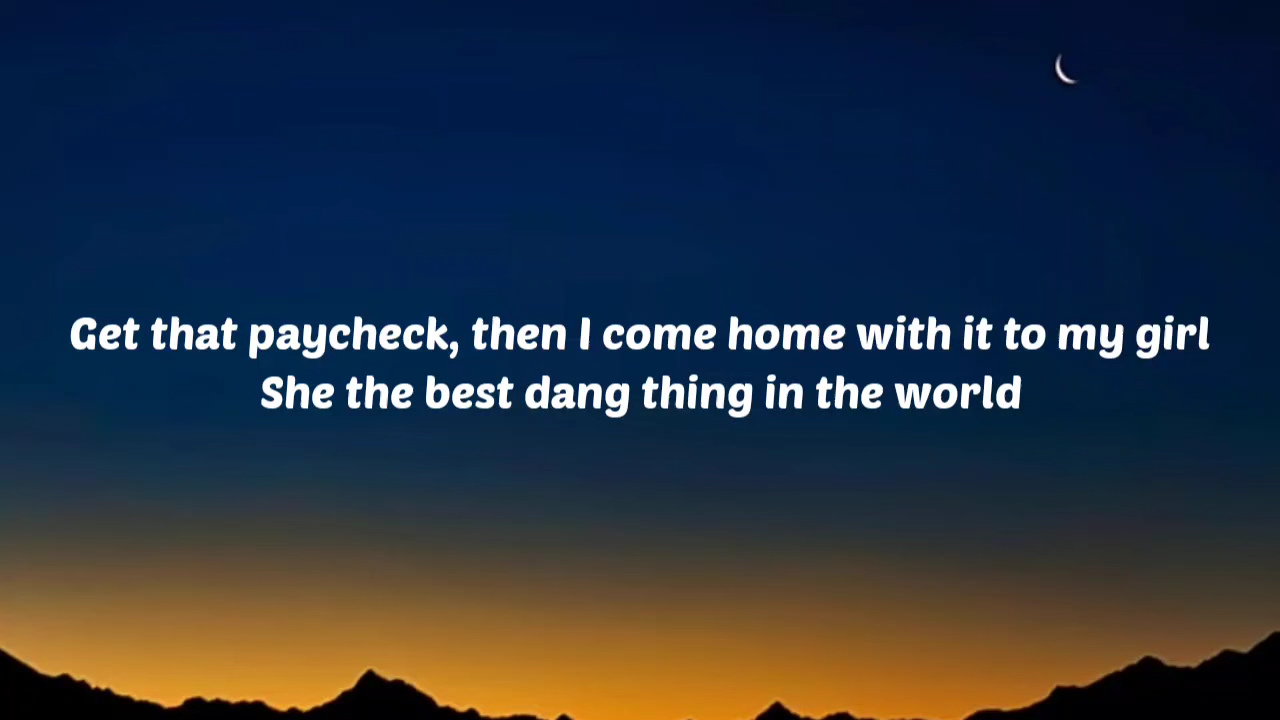 Get that paycheck, then I come home with it to my girl
She the best dang thing in the world